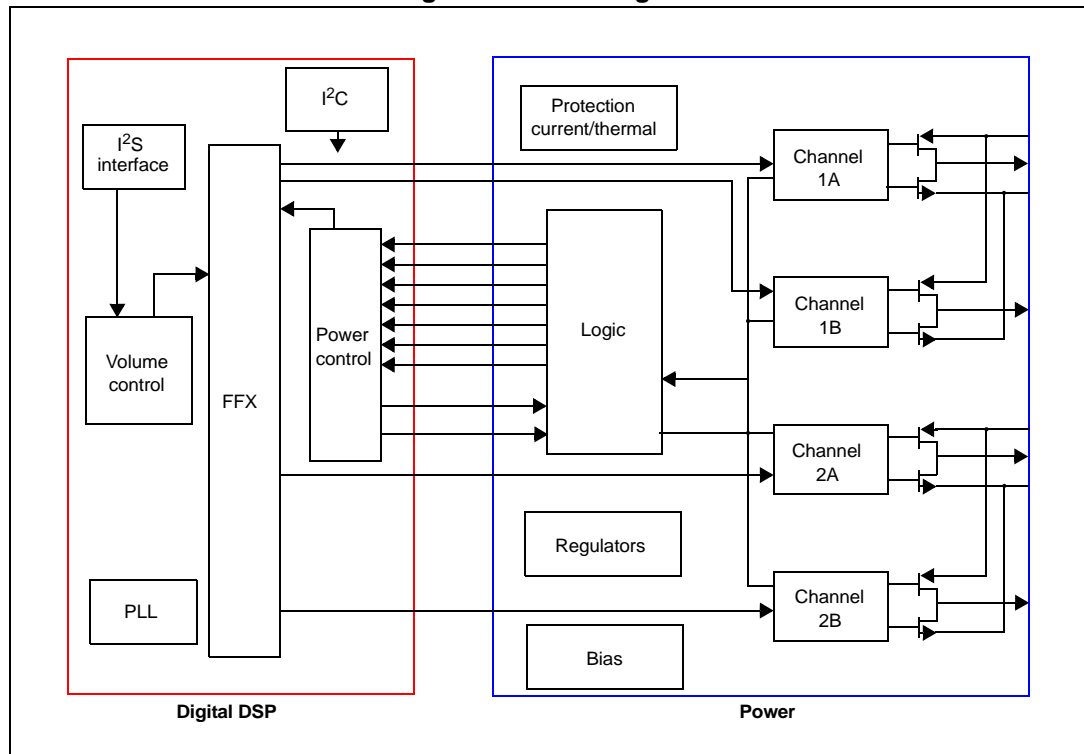 I²C
Protection
current/thermal
I²S
interface
Channel
1A
Channel
1B
Logic
Power
control
Volume
control
FFX
Channel
2A
Regulators
PLL
Channel
2B
Bias
Digital DSP
Power